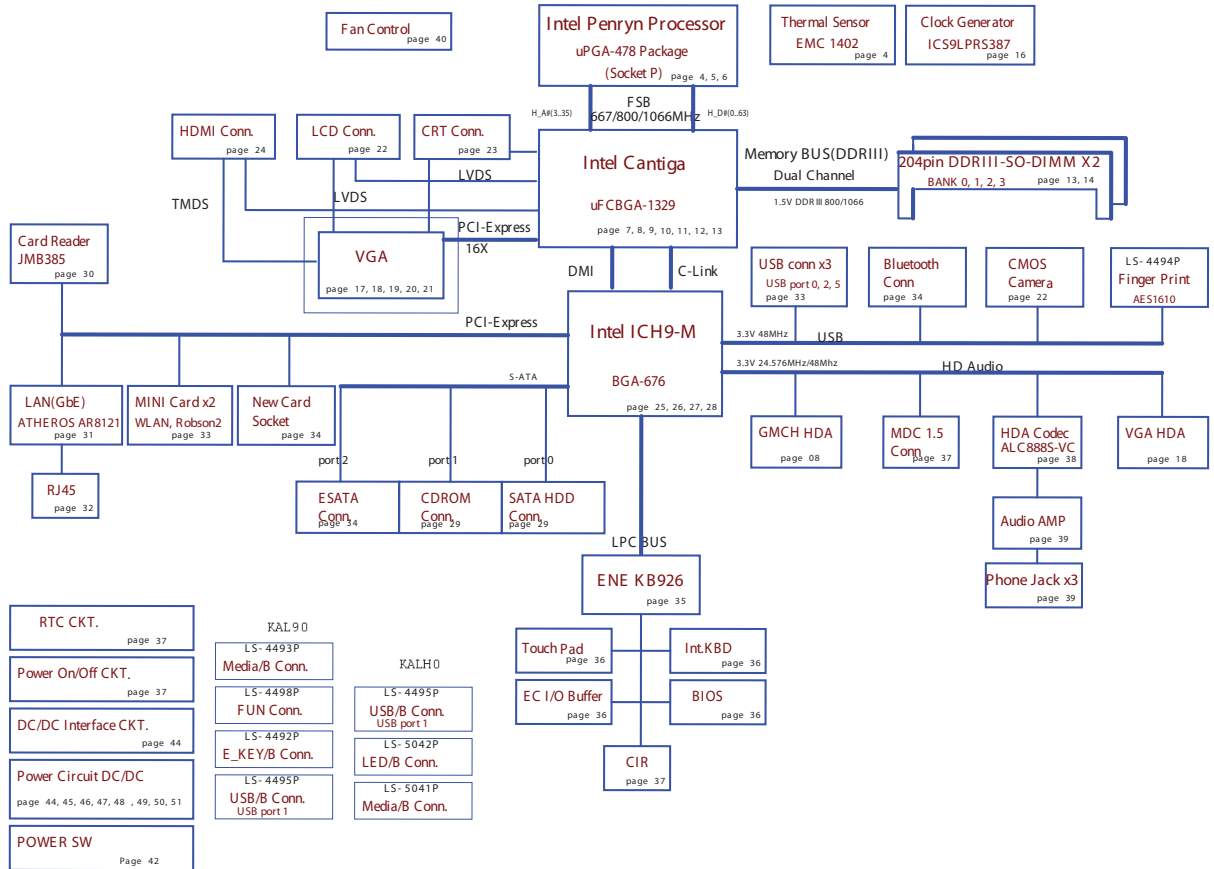 Fan Control
page 40
Intel Penryn Processor
uPGA-478 Package
(Socket P) page 4, 5, 6
Thermal Sensor
EMC 1402
page 4
Clock Generator
ICS9LPRS387
page 16
H_A#(3..35)
FSB
667/800/1066MHz
H_D#(0..63)
HDMI Conn.
page 24
LCD Conn.
page 22
CRT Conn.
page 23
Intel Cantiga
uFCBGA-1329
page 7, 8, 9, 10, 11, 12, 13
Memory BUS(DDRIII)
Dual Channel
1.5V DDRIII 800/1066
204pin DDRIII-SO-DIMM X2
BANK 0, 1, 2, 3 page 13, 14
TMDS
LVDS
LVDS
PCI-Express
16X
VGA
page 17, 18, 19, 20, 21
Card Reader
JMB385
page 30
DMI
C-Link
USB conn x3
USB port 0, 2, 5
page 33
Bluetooth
Conn
page 34
CMOS
Camera
page 22
LS-4494P
Finger Print
AES1610
PCI-Express
Intel ICH9-M
BGA-676
page 25, 26, 27, 28
3.3V 48MHz
USB
3.3V 24.576MHz/48Mhz
HD Audio
S-ATA
LAN(GbE)
ATHEROS AR8121
page 31
MINI Card x2
WLAN, Robson2
page 33
New Card
Socket
page 34
GMCH HDA
page 08
MDC 1.5
Conn
page 37
HDA Codec
ALC888S-VC
page 38
VGA HDA
page 18
RJ45
page 32
port 2
port 1
port 0
ESATA
Conn.
page 34
CDROM
Conn.
page 29
SATA HDD
Conn.
page 29
Audio AMP
page 39
Phone Jack x3
page 39
LPC BUS
ENE KB926
page 35
Touch Pad
page 36
Int.KBD
page 36
EC I/O Buffer
page 36
BIOS
page 36
CIR
page 37
RTC CKT.
page 37
Power On/Off CKT.
page 37
DC/DC Interface CKT.
page 44
Power Circuit DC/DC
page 44, 45, 46, 47, 48 , 49, 50, 51
POWER SW
Page 42
KAL90
LS-4493P
Media/B Conn.
LS-4498P
FUN Conn.
LS-4492P
E_KEY/B Conn.
LS-4495P
USB/B Conn.
USB port 1
KALH0
LS-4495P
USB/B Conn.
USB port 1
LS-5042P
LED/B Conn.
LS-5041P
Media/B Conn.